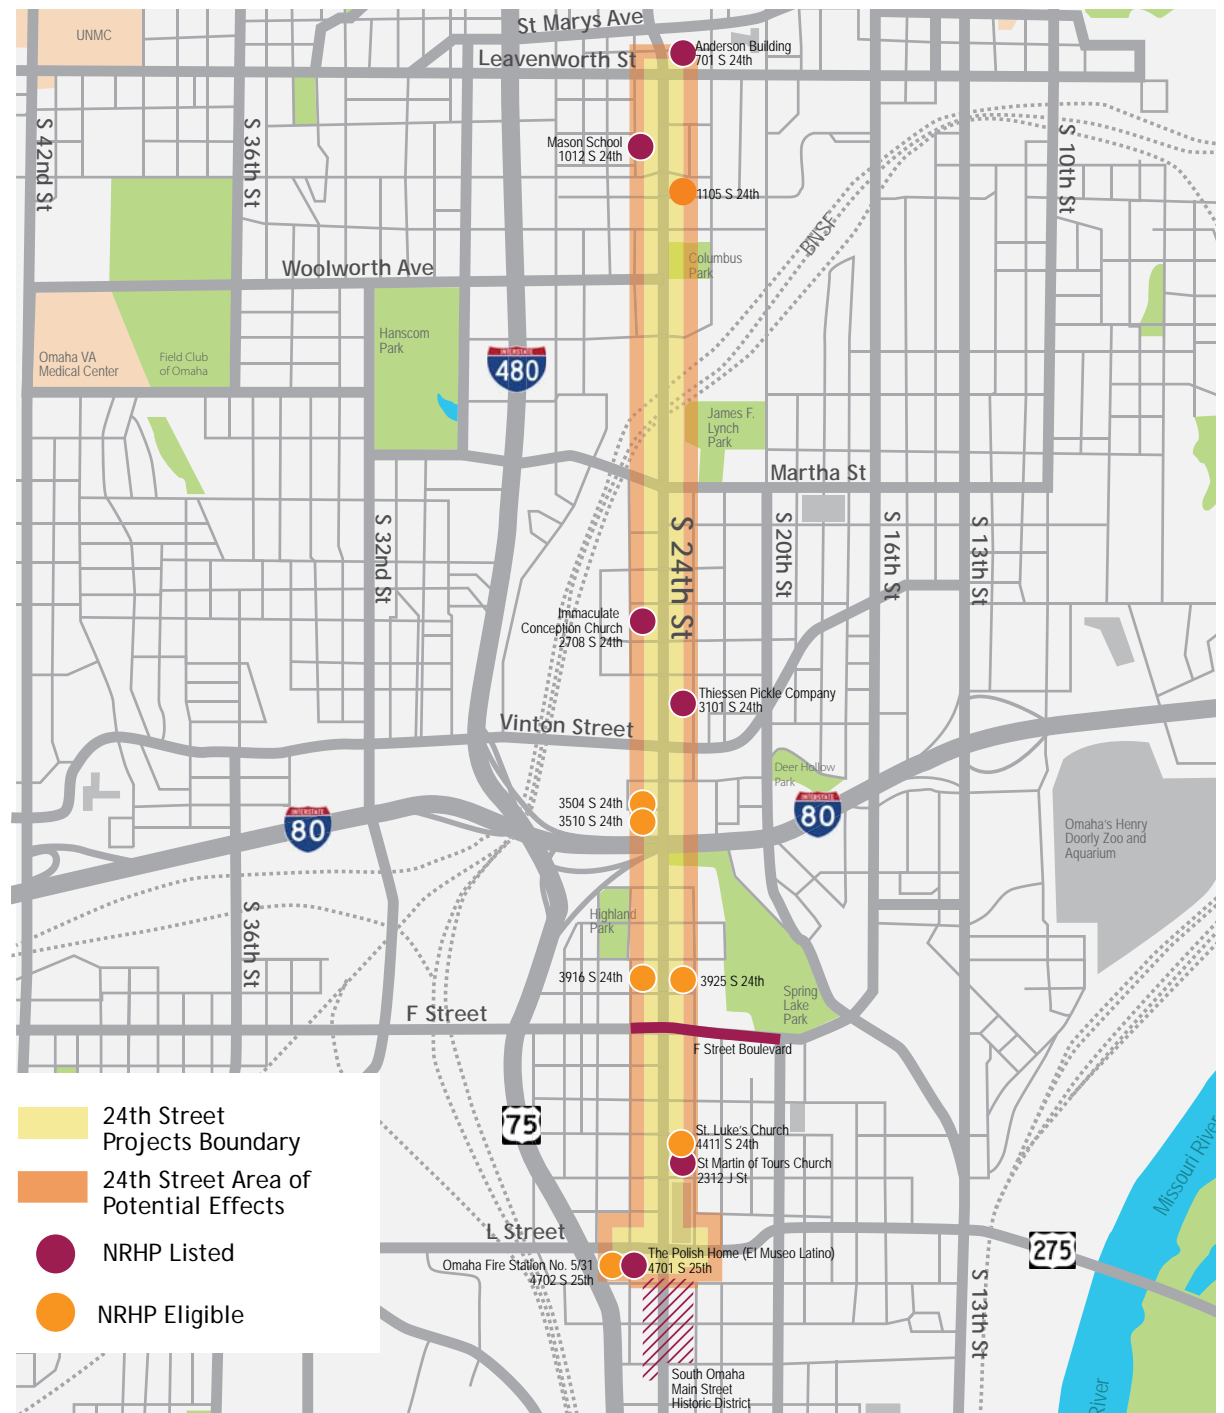 UNMC
St Marys Ave
Leavenworth St
Anderson Building
701 S 24th
S 42nd St
S 36th St
Mason School
1012 S 24th
S 10th St
1105 S 24th
BNSF
Woolworth Ave
Columbus
Park
Hanscom
Park
Omaha VA
Medical Center
Field Club
of Omaha
INTERSTATE
480
James F.
Lynch
Park
Martha St
S 32nd St
S 24th St
S 20th St
S 16th St
S 13th St
Immaculate
Conception Church
2708 S 24th
Thiessen Pickle Company
3101 S 24th
Vinton Street
Deer Hollow
Park
3504 S 24th
3510 S 24th
INTERSTATE
80
INTERSTATE
80
Omaha's Henry
Doorly Zoo and
Aquarium
S 36th St
Highland
Park
3916 S 24th
3925 S 24th
Spring
Lake
Park
F Street
F Street Boulevard
75
St. Luke's Church
4411 S 24th
St Martin of Tours Church
2312 J St
Missouri River
L Street
The Polish Home (El Museo Latino)
4701 S 25th
Omaha Fire Station No. 5/31
4702 S 25th
275
S 13th St
South Omaha
Main Street
Historic District
River
24th Street
Projects Boundary
24th Street Area of
Potential Effects
NRHP Listed
NRHP Eligible